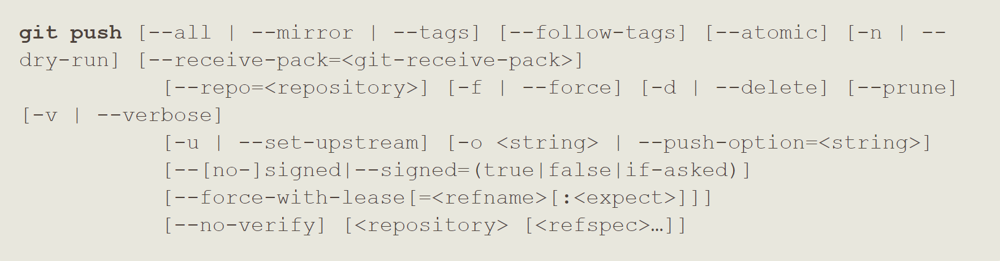 git push [--all | --mirror | --tags] [--follow-tags] [--atomic] [-n | --
dry-run] [--receive-pack=<git-receive-pack>]
[--repo=<repository>] [-f | --force] [-d | --delete] [--prune]
[-v | --verbose]
[-u | --set-upstream] [-o <string> | --push-option=<string>]
[--[no-]signed|--signed=(true|false|if-asked)]
[--force-with-lease[=<refname>[:<expect>]]]
[--no-verify] [<repository> [<refspec>…]]